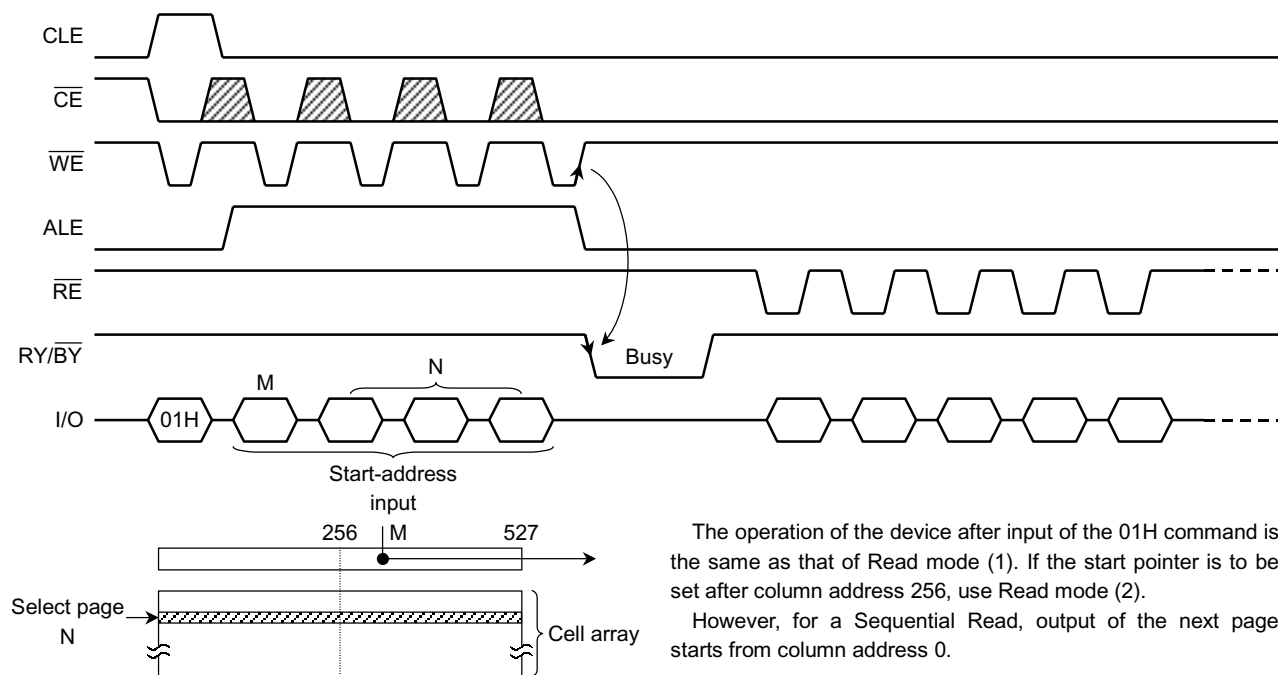 CLE
CE
WE
ALE
RE
RY/BY
Busy
M
N
I/O
01H
Start-address
input
256
M
527
Select page
N
Cell array
The operation of the device after input of the 01H command is
the same as that of Read mode (1). If the start pointer is to be
set after column address 256, use Read mode (2).
However, for a Sequential Read, output of the next page
starts from column address 0.